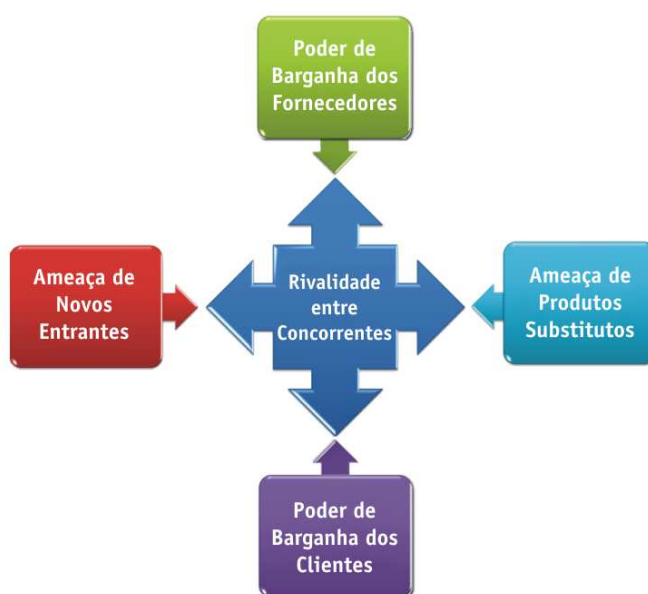 Poder de
Barganha dos
Fornecedores
Ameaça de
Novos
Entrantes
Rivalidade
entre
Concorrentes
Ameaça de
Produtos
Substitutos
Poder de
Barganha dos
Clientes